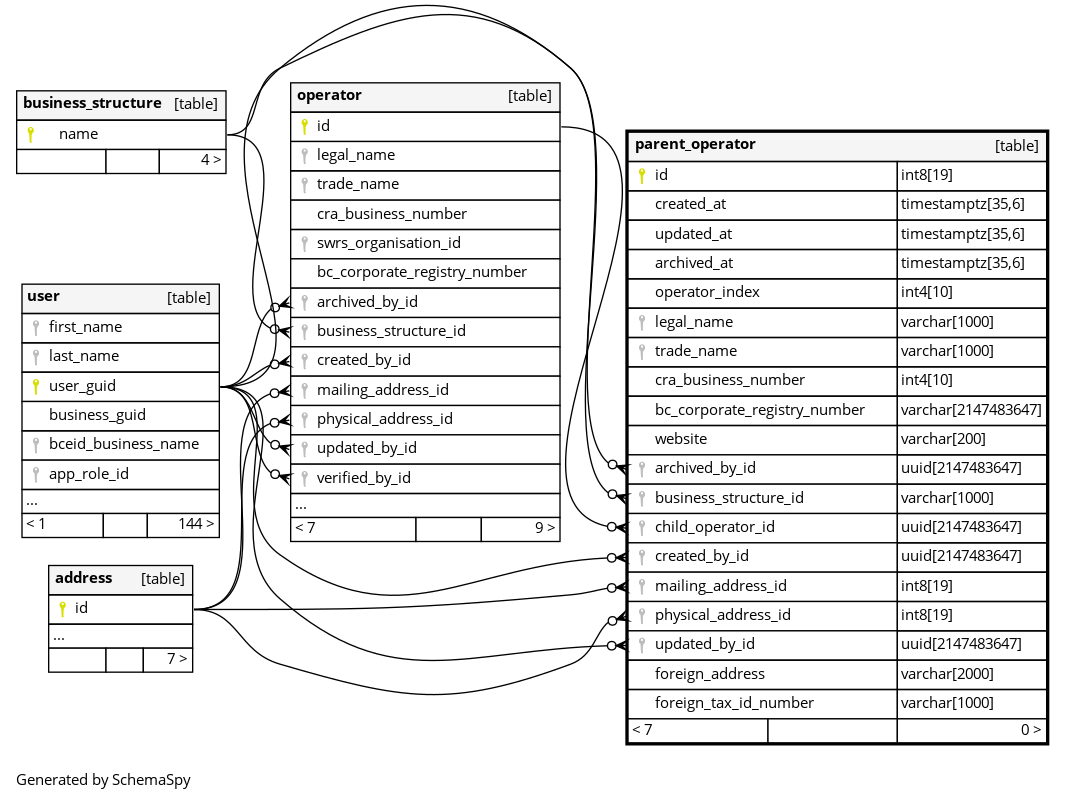 business_structure [table]
name
4 >
operator [table]
id
legal_name
trade_name
cra_business_number
swrs_organisation_id
bc_corporate_registry_number
archived_by_id
business_structure_id
created_by_id
mailing_address_id
physical_address_id
updated_by_id
verified_by_id
...
< 7 9 >
parent_operator [table]
id int8[19]
created_at timestamptz[35,6]
updated_at timestamptz[35,6]
archived_at timestamptz[35,6]
operator_index int4[10]
legal_name varchar[1000]
trade_name varchar[1000]
cra_business_number int4[10]
bc_corporate_registry_number varchar[2147483647]
website varchar[200]
archived_by_id uuid[2147483647]
business_structure_id varchar[1000]
child_operator_id uuid[2147483647]
created_by_id uuid[2147483647]
mailing_address_id int8[19]
physical_address_id int8[19]
updated_by_id uuid[2147483647]
foreign_address varchar[2000]
foreign_tax_id_number varchar[1000]
< 7 0 >
user [table]
first_name
last_name
user_guid
business_guid
bceid_business_name
app_role_id
...
< 1 144 >
address [table]
id
...
7 >
Generated by SchemaSpy